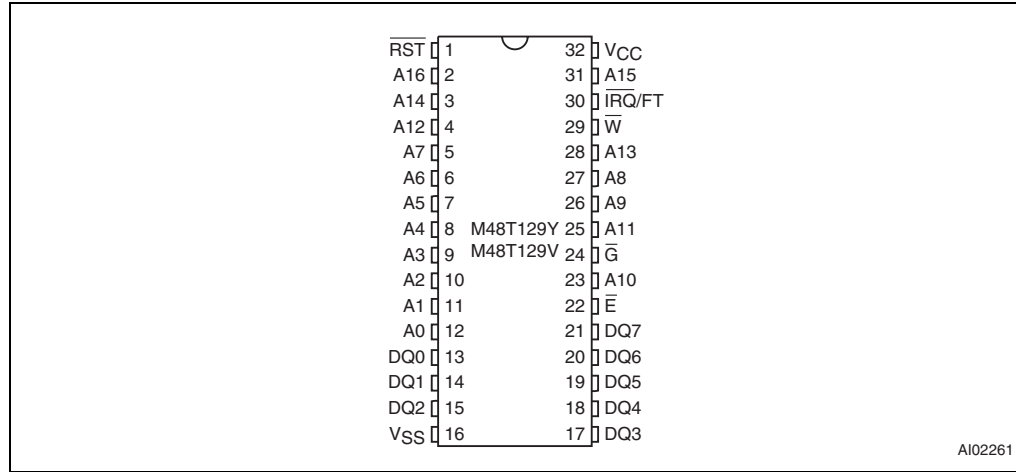 R̅S̅T̅ 1 32 VCC
A16 2 31 A15
A14 3 30 I̅R̅Q̅/FT
A12 4 29 W̅
A7 5 28 A13
A6 6 27 A8
A5 7 26 A9
A4 8 M48T129Y 25 A11
A3 9 M48T129V 24 G̅
A2 10 23 A10
A1 11 22 E̅
A0 12 21 DQ7
DQ0 13 20 DQ6
DQ1 14 19 DQ5
DQ2 15 18 DQ4
VSS 16 17 DQ3
AI02261